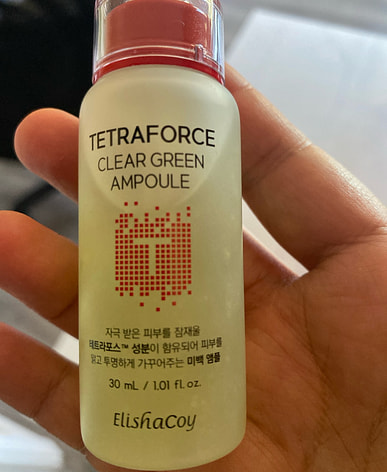 TETRAFORCE
CLEAR GREEN
AMPOULE
자극 받은 피부를 잠재울
테트라포스™ 성분이 함유되어 피부를
맑고 투명하게 가꾸어주는 미백 앰플
30 mL / 1.01 fl. oz.
Elishacoy